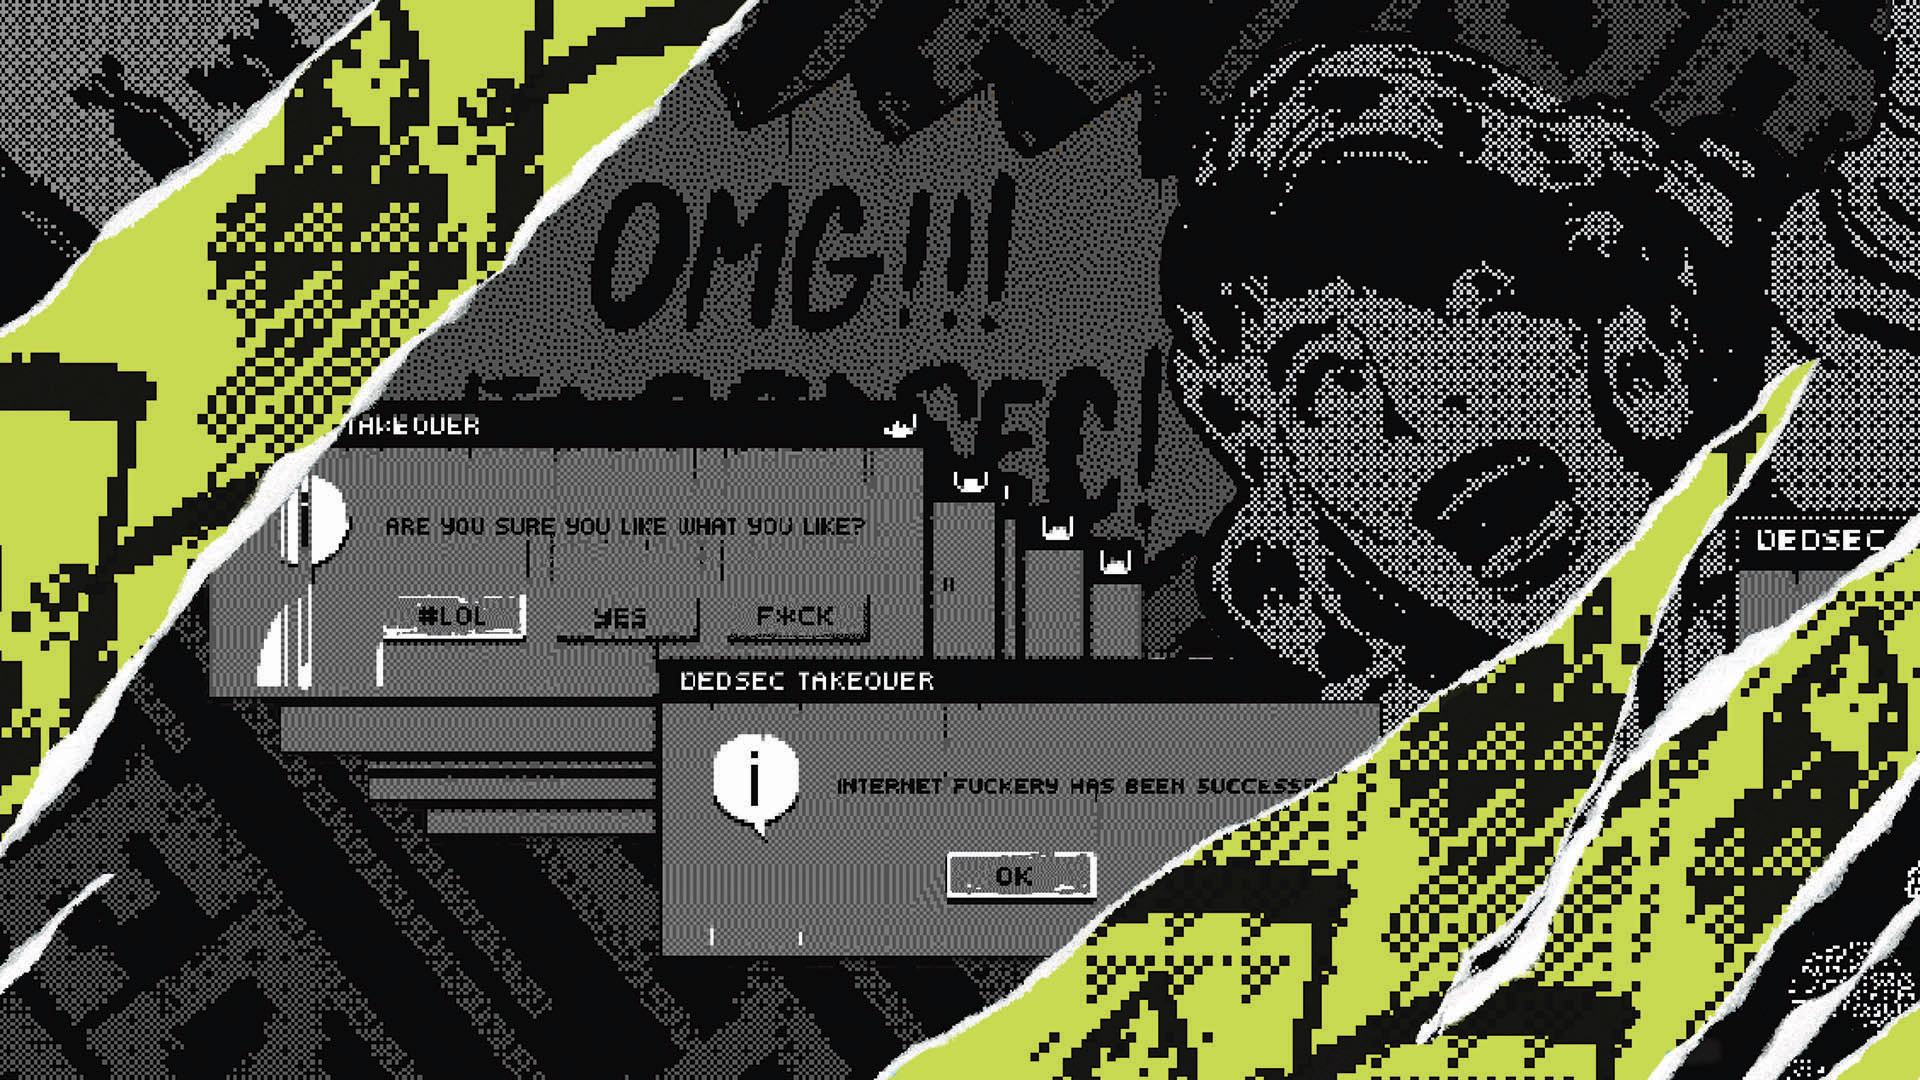 OMG!!!
TAKEOVER
ARE YOU SURE YOU LIKE WHAT YOU LIKE?
#LOL YES F*CK
DEDSEC
DEDSEC TAKEOVER
i
INTERNET FUCKERY HAS BEEN
OK